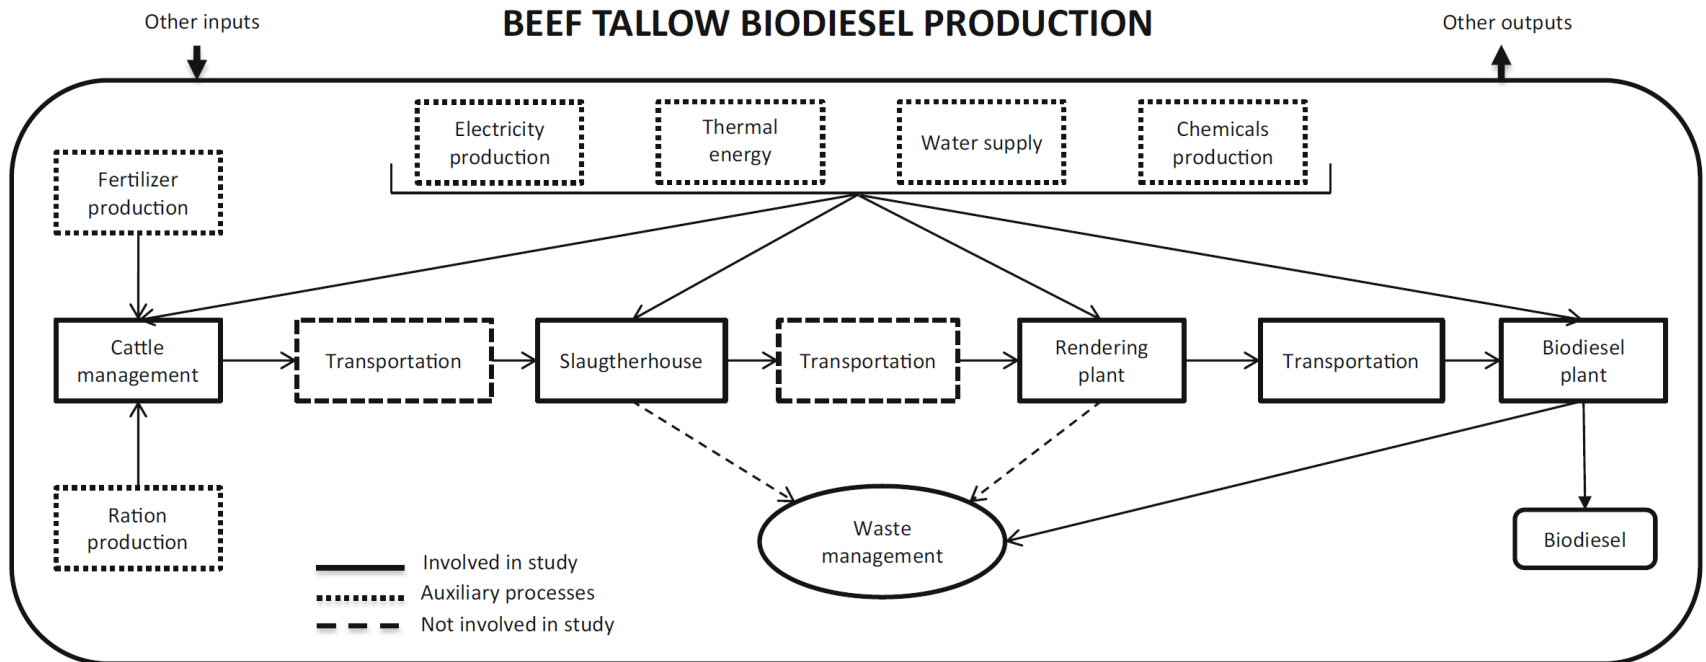 BEEF TALLOW BIODIESEL PRODUCTION
Other inputs
Other outputs
Electricity
production
Thermal
energy
Water supply
Chemicals
production
Fertilizer
production
Cattle
management
Transportation
Slaugtherhouse
Transportation
Rendering
plant
Transportation
Biodiesel
plant
Ration
production
Waste
management
Biodiesel
Involved in study
Auxiliary processes
Not involved in study